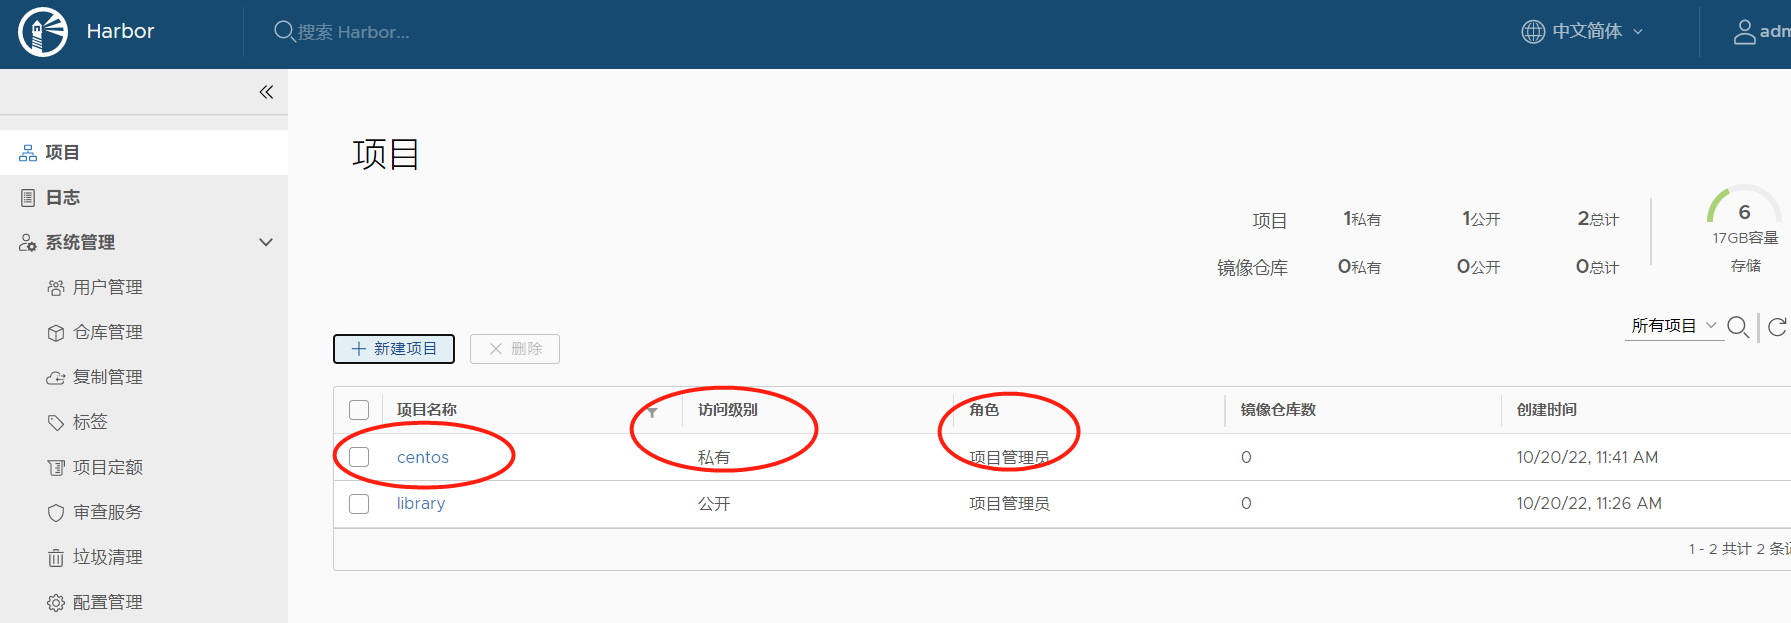 Harbor
搜索 Harbor...
中文简体
adm
项目
日志
系统管理
用户管理
仓库管理
复制管理
标签
项目定额
审查服务
垃圾清理
配置管理
项目
项目 1私有 1公开 2总计
镜像仓库 0私有 0公开 0总计
6
17GB容量
存储
所有项目
新建项目 删除
项目名称 访问级别 角色 镜像仓库数 创建时间
centos 私有 项目管理员 0 10/20/22, 11:41 AM
library 公开 项目管理员 0 10/20/22, 11:26 AM
1 - 2 共计 2 条